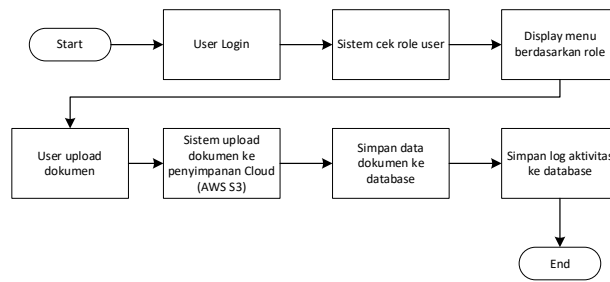 Start
User Login
Sistem cek role user
Display menu
berdasarkan role
User upload
dokumen
Sistem upload
dokumen ke
penyimpanan Cloud
(AWS S3)
Simpan data
dokumen ke
database
Simpan log aktivitas
ke database
End